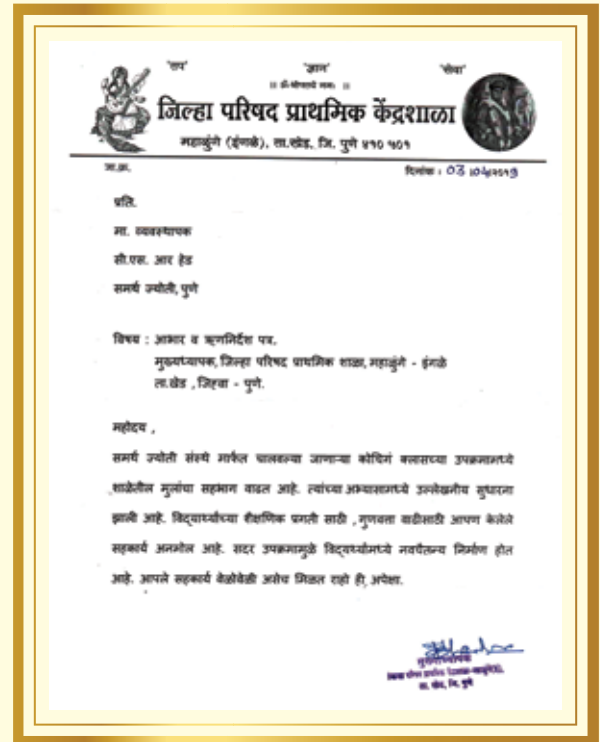 'तप' 'ज्ञान' 'सेवा'
जिल्हा परिषद प्राथमिक केंद्रशाळा
महाळुंगे (इंगळे), ता.खेड, जि. पुणे ४१० ५०१
जा.क्र. दिनांक : 03/04/२०१9
प्रति.
मा. व्यवस्थापक
सी.एस. आर हेड
समर्थ ज्योती, पुणे
विषय : आभार व ऋणनिर्देश पत्र.
मुख्यध्यापक, जिल्हा परिषद प्राथमिक शाळा, महाळुंगे - इंगळे
ता.खेड , जिह्वा - पुणे.
महोदय ,
समर्थ ज्योती संस्थे मार्फत चालवल्या जाणाऱ्या कोचिगं क्लासच्या उपक्रमामध्ये
शाळेतील मुलांचा सहभाग वाढत आहे. त्यांच्या अभ्यासामध्ये उल्लेखनीय सुधारना
झाली आहे. विद्यार्थ्यांच्या शैक्षणिक प्रगती साठी , गुणवत्ता वाढीसाठी आपण केलेले
सहकार्य अनमोल आहे. सदर उपक्रमामुळे विद्यर्थ्यांमध्ये नवचैतन्य निर्माण होत
आहे. आपले सहकार्य वेळोवेळी असेच मिळत राहो ही, अपेक्षा.
मुख्याध्यापक
ता. खेड, जि. पुणे